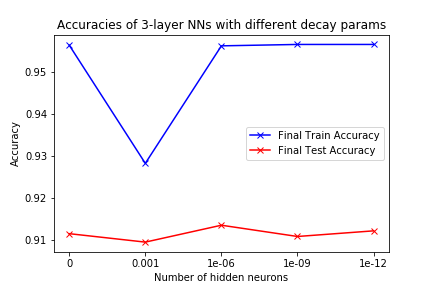 Accuracies of 3-layer NNs with different decay params
Accuracy
0.95
0.94
0.93
0.92
0.91
Final Train Accuracy
Final Test Accuracy
0 0.001 1e-06 1e-09 1e-12
Number of hidden neurons